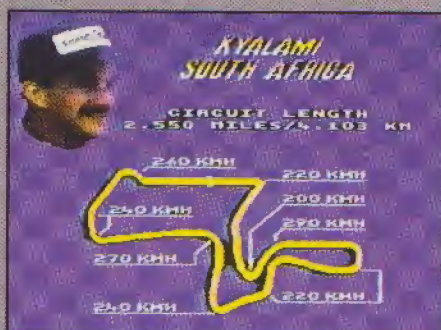 KYALAMI
SOUTH AFRICA
CIRCUIT LENGTH
2.550 MILES/4.103 KM
260 KMH
220 KMH
200 KMH
240 KMH
290 KMH
270 KMH
240 KMH
220 KMH